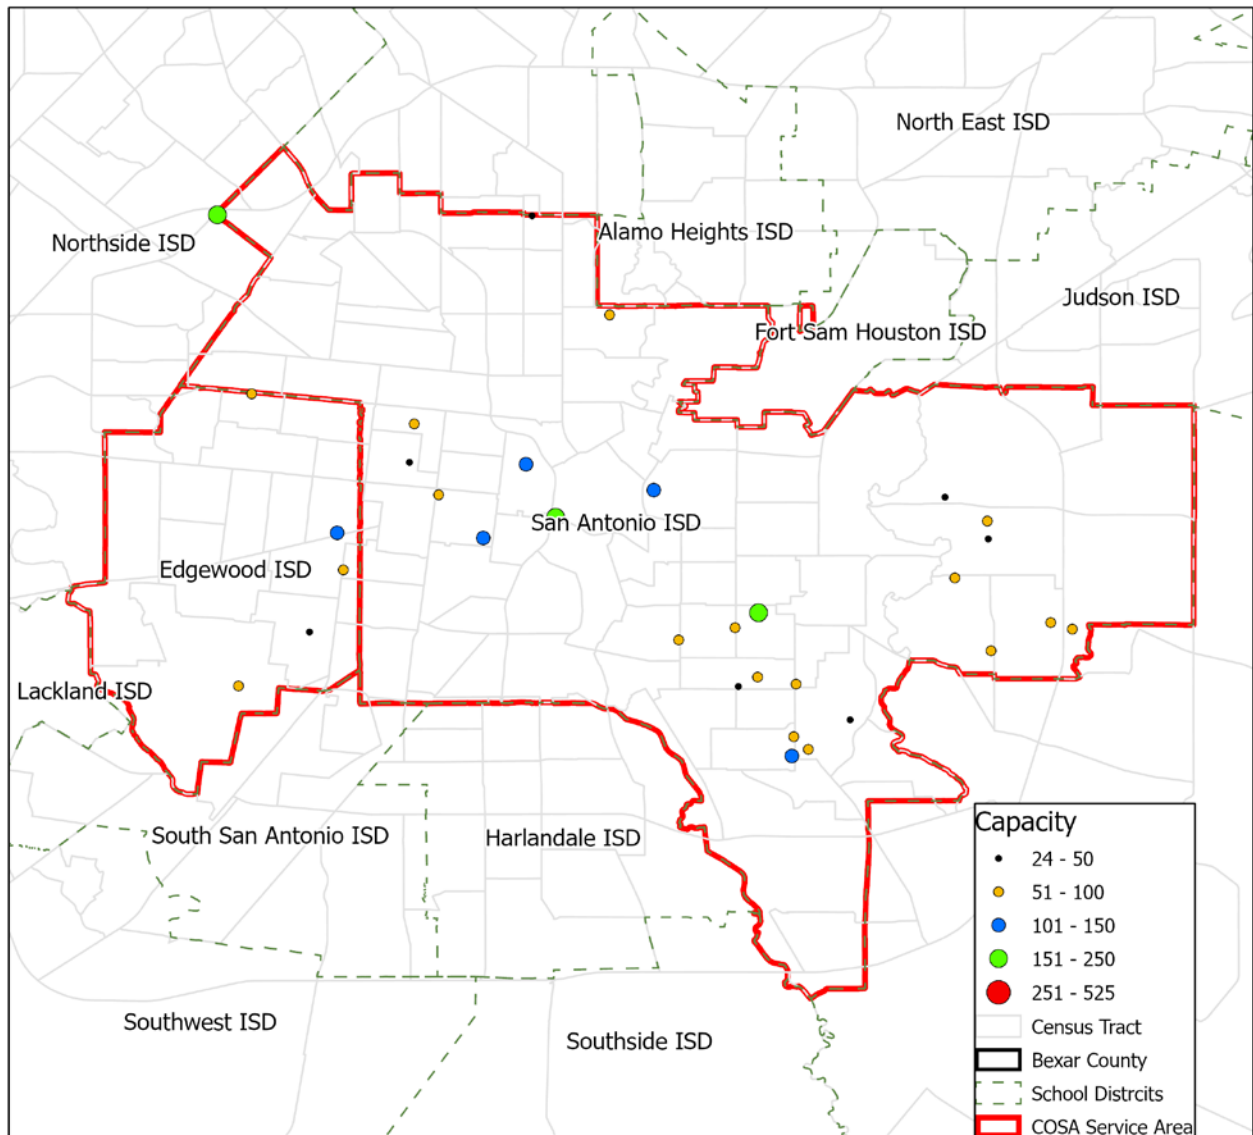 North East ISD
Alamo Heights ISD
Northside ISD
Judson ISD
Fort Sam Houston ISD
San Antonio ISD
Edgewood ISD
Lackland ISD
South San Antonio ISD
Harlandale ISD
Southwest ISD
Southside ISD
Capacity
24 - 50
51 - 100
101 - 150
151 - 250
251 - 525
Census Tract
Bexar County
School Distrcits
COSA Service Area